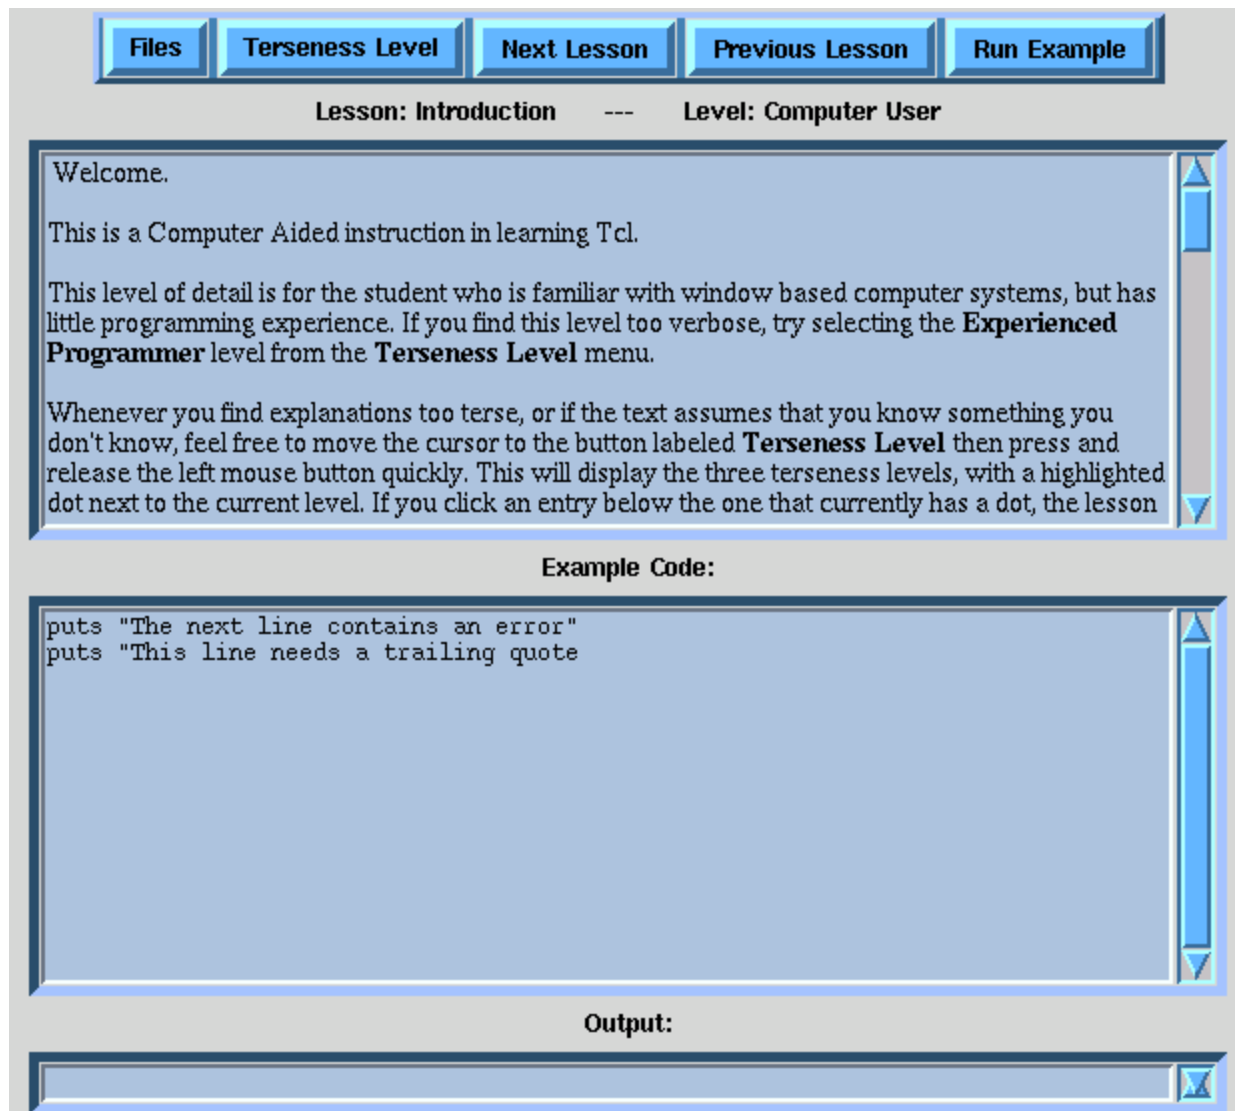 Files Terseness Level Next Lesson Previous Lesson Run Example
Lesson: Introduction --- Level: Computer User
Welcome.
This is a Computer Aided instruction in learning Tcl.
This level of detail is for the student who is familiar with window based computer systems, but has
little programming experience. If you find this level too verbose, try selecting the Experienced
Programmer level from the Terseness Level menu.
Whenever you find explanations too terse, or if the text assumes that you know something you
don't know, feel free to move the cursor to the button labeled Terseness Level then press and
release the left mouse button quickly. This will display the three terseness levels, with a highlighted
dot next to the current level. If you click an entry below the one that currently has a dot, the lesson
Example Code:
puts "The next line contains an error"
puts "This line needs a trailing quote
Output: